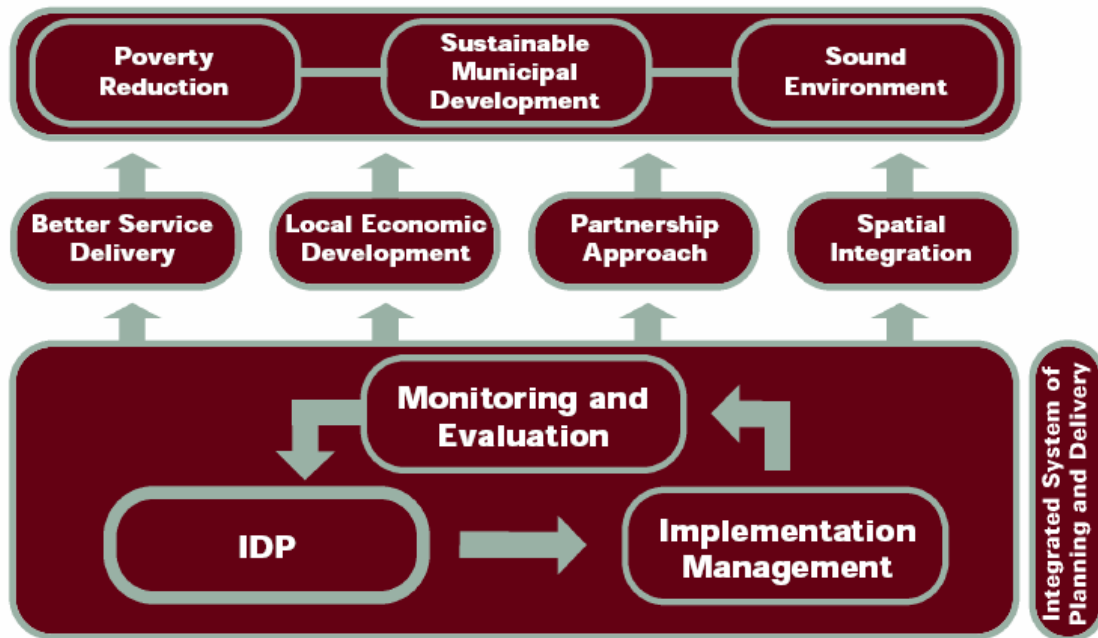 Poverty
Reduction
Sustainable
Municipal
Development
Sound
Environment
Better Service
Delivery
Local Economic
Development
Partnership
Approach
Spatial
Integration
Monitoring and
Evaluation
IDP
Implementation
Management
Integrated System of
Planning and Delivery